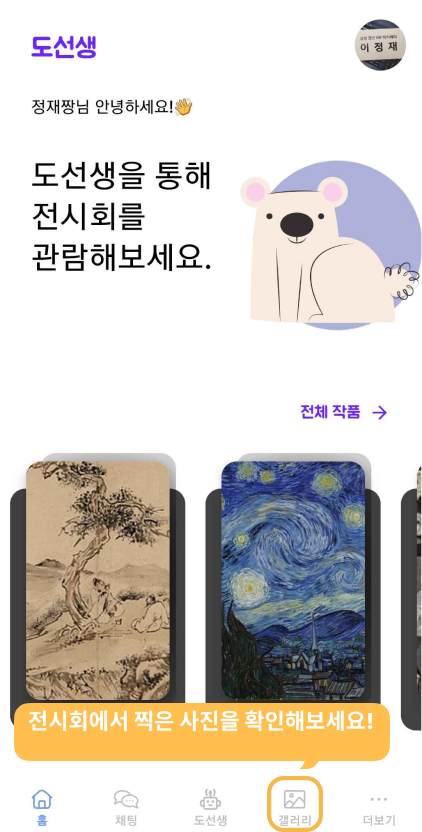 도선생
이 정 재
정재짱님 안녕하세요!👋
도선생을 통해
전시회를
관람해보세요.
전체 작품 →
전시회에서 찍은 사진을 확인해보세요!
홈
채팅
도선생
갤러리
더보기